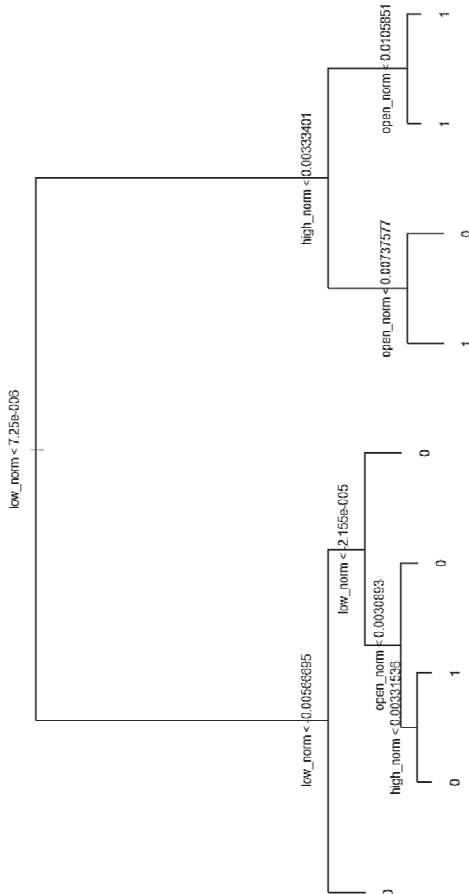 low_norm < 7.25e-006
low_norm < -0.00566695
high_norm < 0.00333401
low_norm < -2.155e-005
open_norm < 0.00737577
open_norm < 0.0105851
open_norm < 0.0030893
high_norm < 0.00331536
0
0
1
0
0
1
0
1
1